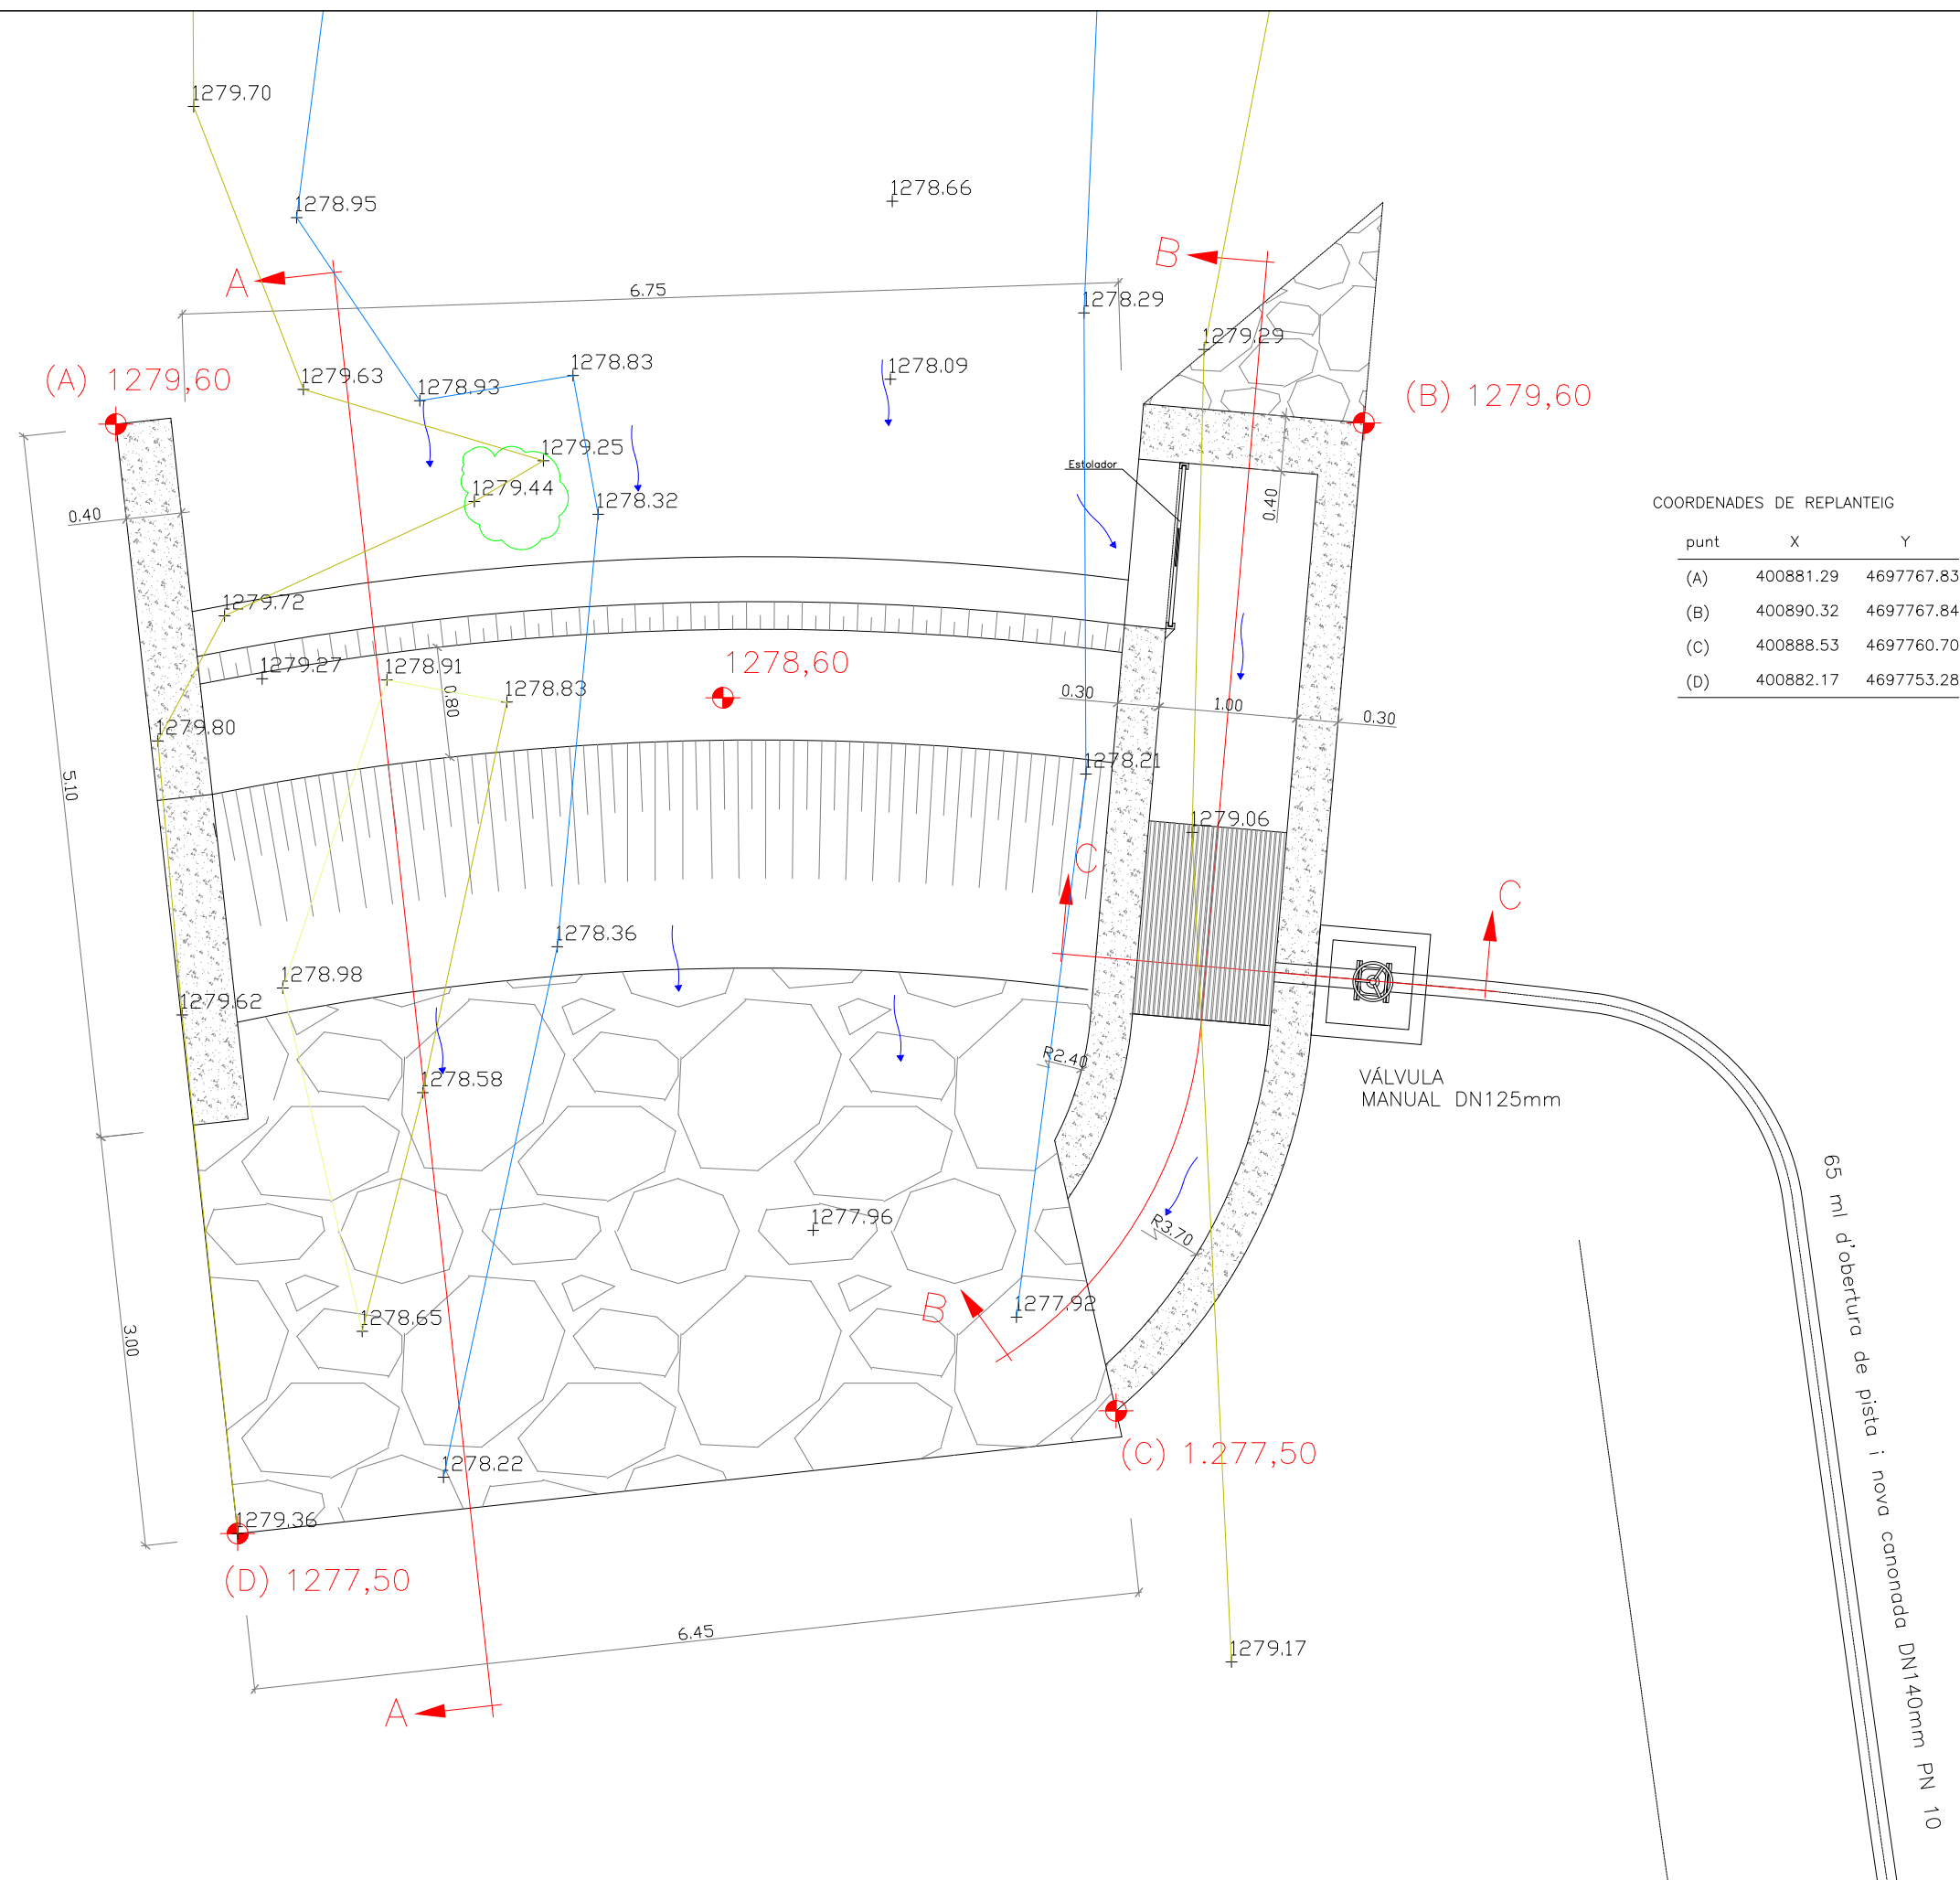 1279.70
1278.66
1278.95
B
A
6.75
1278.29
1279.29
(A) 1279,60
1279.63
1278.93
1278.83
1278.09
(B) 1279,60
1279.25
Estolador
1279.44
1278.32
0.40
0.40
COORDENADES DE REPLANTEIG
punt X Y
(A) 400881.29 4697767.83
(B) 400890.32 4697767.84
(C) 400888.53 4697760.70
(D) 400882.17 4697753.28
1279.72
1279.27
1278.91
1278.83
0.80
1278,60
0.30
1.00
0.30
1279.80
5.10
1278.21
1279.06
C
C
1278.36
1278.98
1279.62
1278.58
R2.40
VÁLVULA
MANUAL DN125mm
65 ml d'obertura de pista i nova canonada DN140mm PN 10
1277.96
R3.70
3.00
1278.65
B
1277.92
(C) 1.277,50
1278.22
1279.36
(D) 1277,50
6.45
1279.17
A